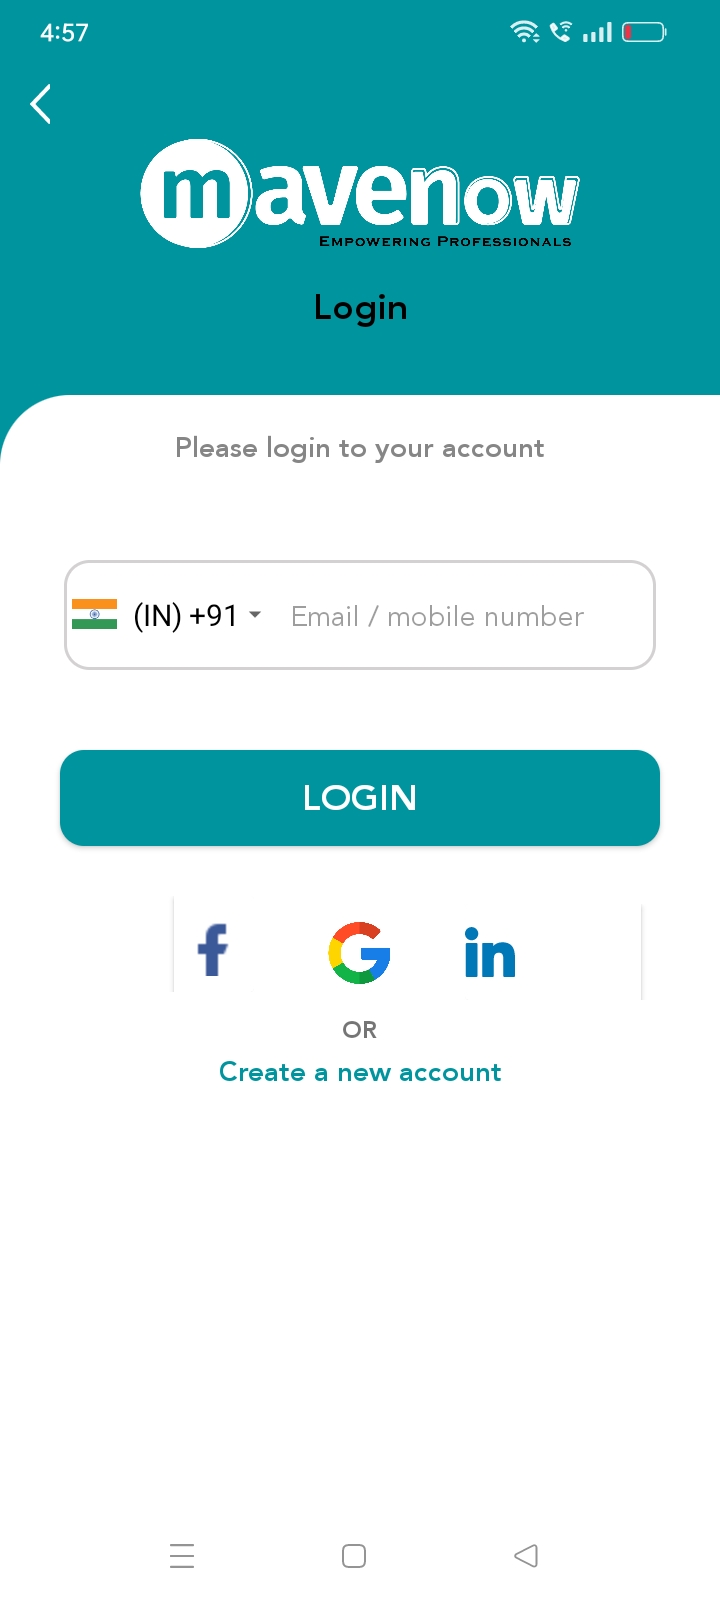 4:57
mavenow
EMPOWERING PROFESSIONALS
Login
Please login to your account
(IN) +91 Email / mobile number
LOGIN
f G in
OR
Create a new account